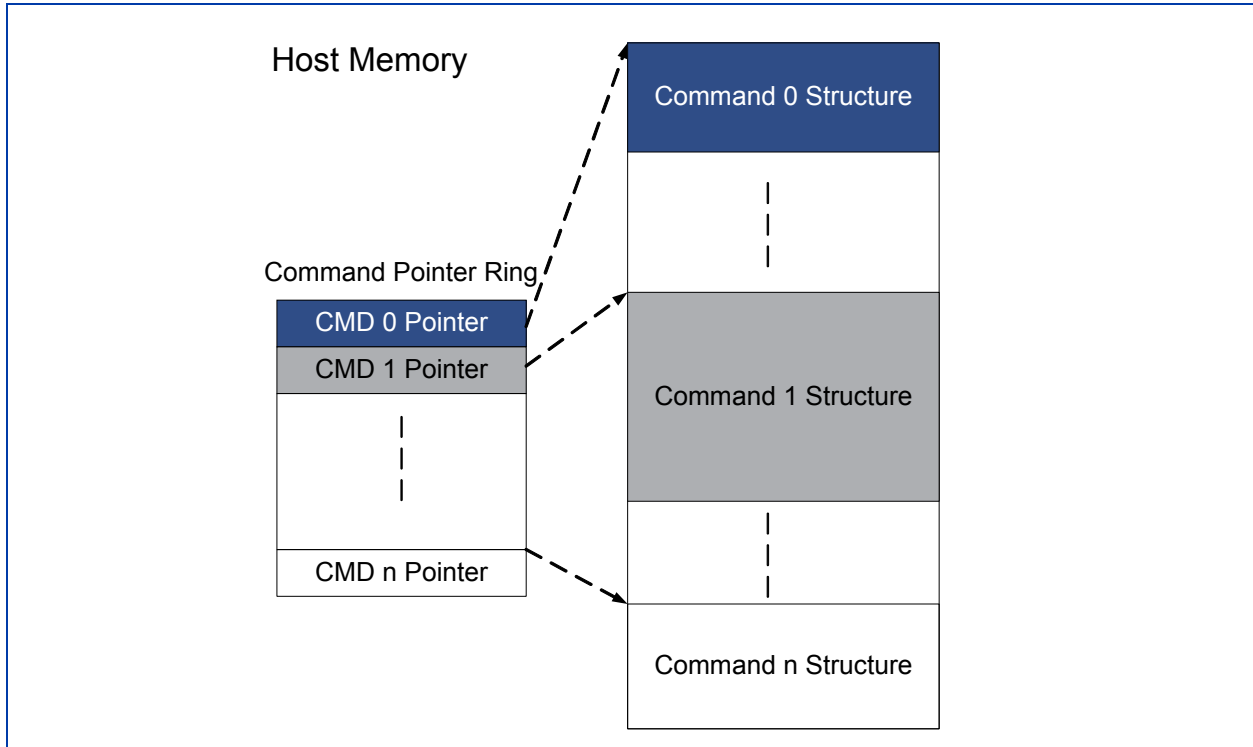 Host Memory
Command 0 Structure
Command Pointer Ring
CMD 0 Pointer
CMD 1 Pointer
Command 1 Structure
CMD n Pointer
Command n Structure